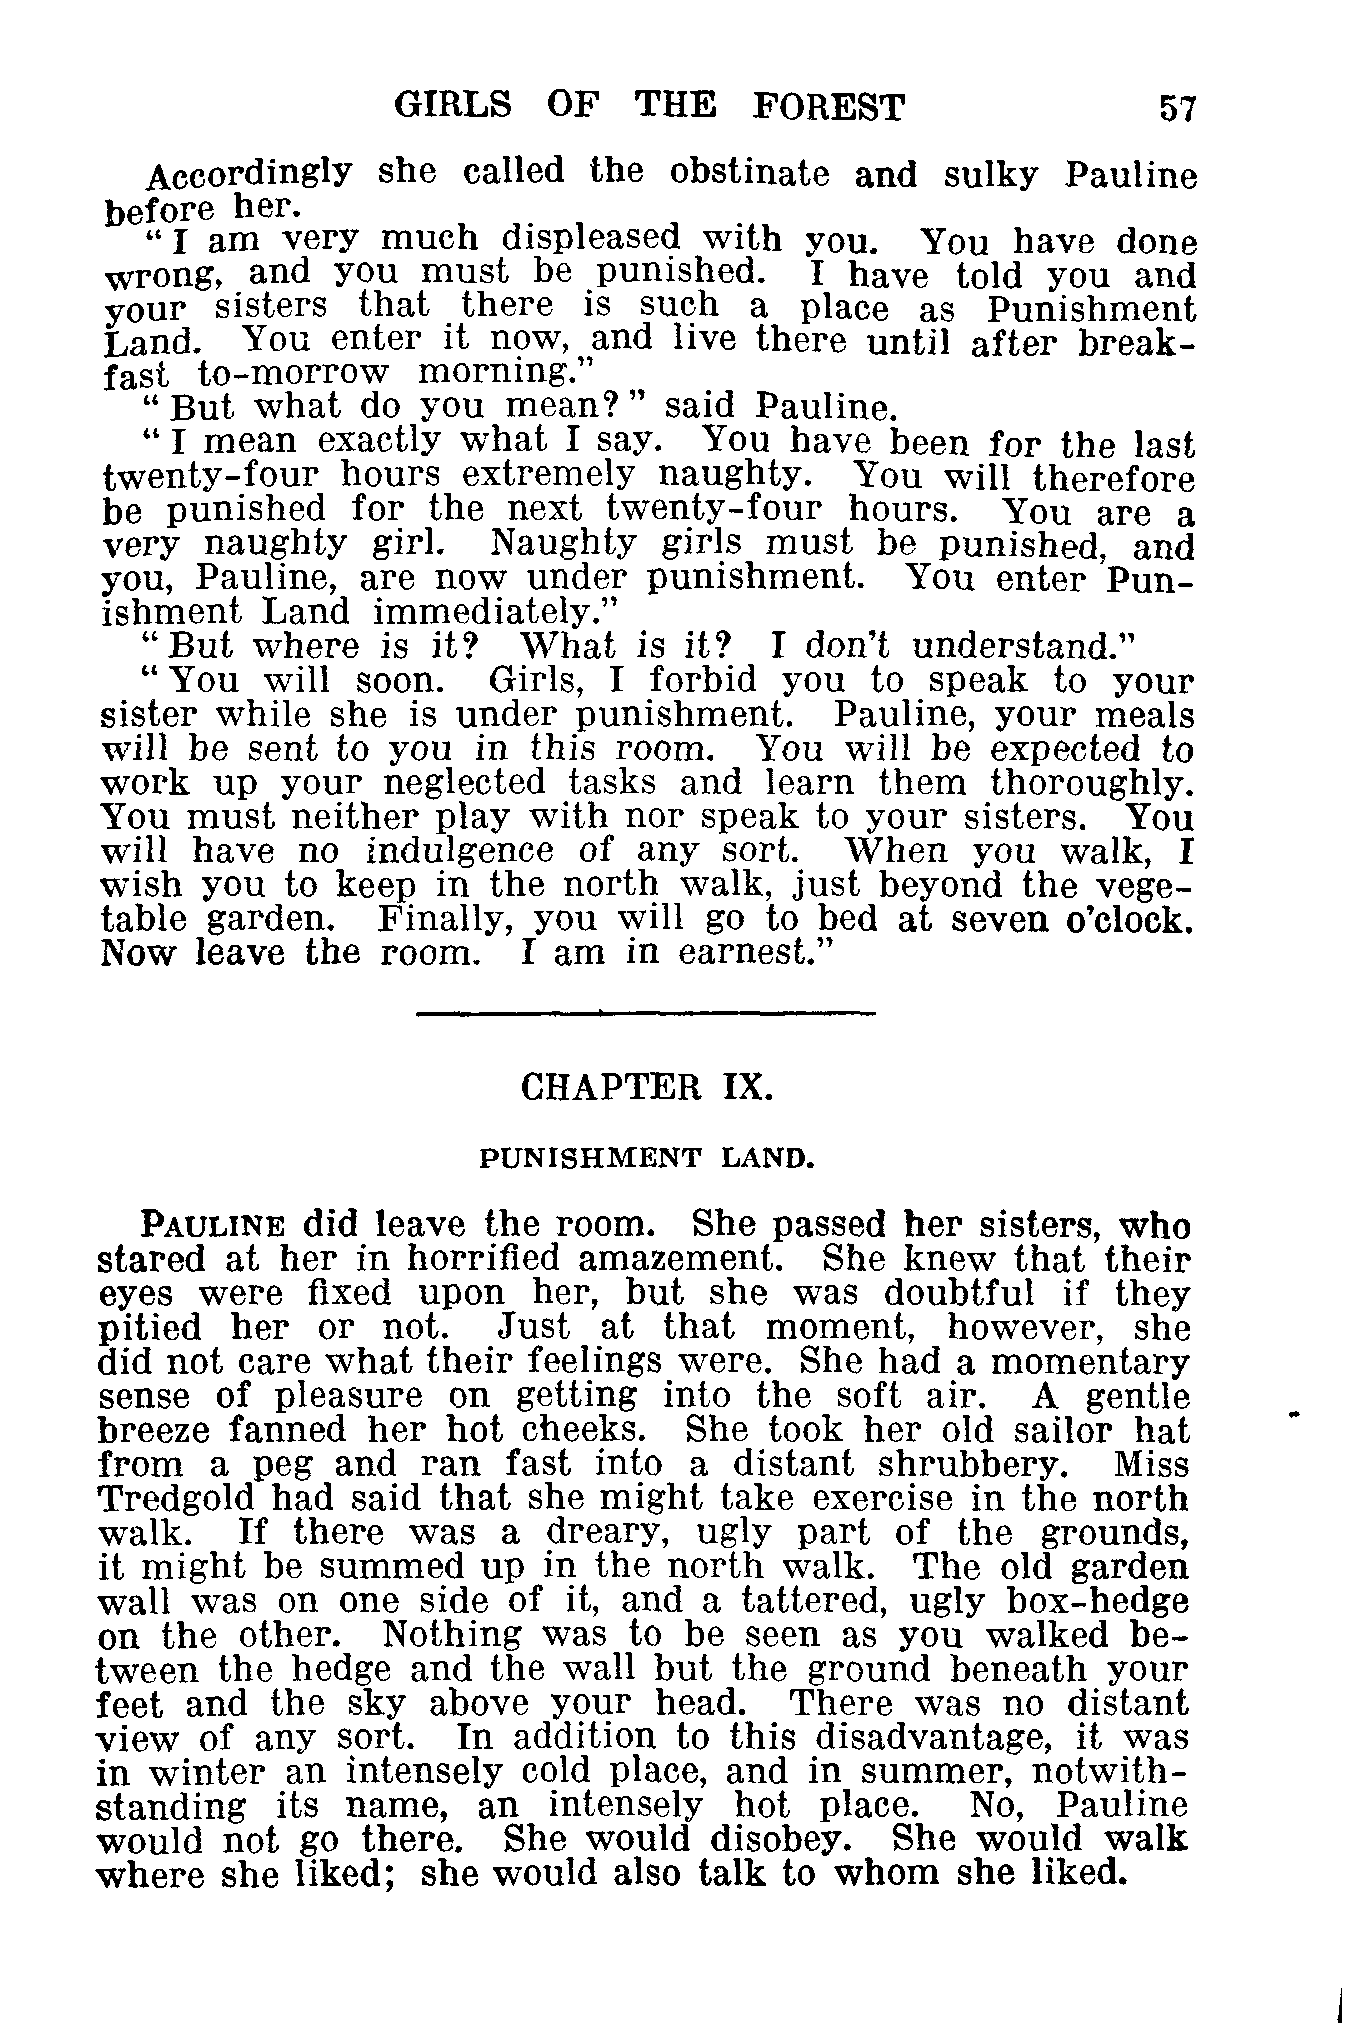 GIRLS OF THE FOREST 57
Accordingly she called the obstinate and sulky Pauline
before her.
“I am very much displeased with you. You have done
wrong, and you must be punished. I have told you and
your sisters that there is such a place as Punishment
Land. You enter it now, and live there until after break-
fast to-morrow morning.”
“But what do you mean?” said Pauline.
“I mean exactly what I say. You have been for the last
twenty-four hours extremely naughty. You will therefore
be punished for the next twenty-four hours. You are a
very naughty girl. Naughty girls must be punished, and
you, Pauline, are now under punishment. You enter Pun-
ishment Land immediately.”
“But where is it? What is it? I don’t understand.”
“You will soon. Girls, I forbid you to speak to your
sister while she is under punishment. Pauline, your meals
will be sent to you in this room. You will be expected to
work up your neglected tasks and learn them thoroughly.
You must neither play with nor speak to your sisters. You
will have no indulgence of any sort. When you walk, I
wish you to keep in the north walk, just beyond the vege-
table garden. Finally, you will go to bed at seven o’clock.
Now leave the room. I am in earnest.”
CHAPTER IX.
PUNISHMENT LAND.
PAULINE did leave the room. She passed her sisters, who
stared at her in horrified amazement. She knew that their
eyes were fixed upon her, but she was doubtful if they
pitied her or not. Just at that moment, however, she
did not care what their feelings were. She had a momentary
sense of pleasure on getting into the soft air. A gentle
breeze fanned her hot cheeks. She took her old sailor hat
from a peg and ran fast into a distant shrubbery. Miss
Tredgold had said that she might take exercise in the north
walk. If there was a dreary, ugly part of the grounds,
it might be summed up in the north walk. The old garden
wall was on one side of it, and a tattered, ugly box-hedge
on the other. Nothing was to be seen as you walked be-
tween the hedge and the wall but the ground beneath your
feet and the sky above your head. There was no distant
view of any sort. In addition to this disadvantage, it was
in winter an intensely cold place, and in summer, notwith-
standing its name, an intensely hot place. No, Pauline
would not go there. She would disobey. She would walk
where she liked; she would also talk to whom she liked.